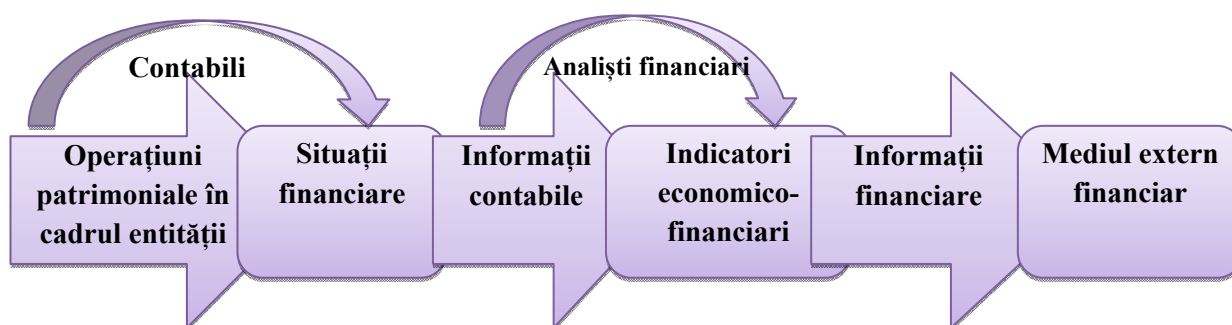 Contabili
Analiști financiari
Operațiuni
patrimoniale în
cadrul entității
Situații
financiare
Informații
contabile
Indicatori
economico-
financiari
Informații
financiare
Mediul extern
financiar